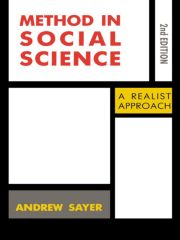 METHOD IN
SOCIAL
SCIENCE
2nd EDITION
A REALIST
APPROACH
ANDREW SAYER